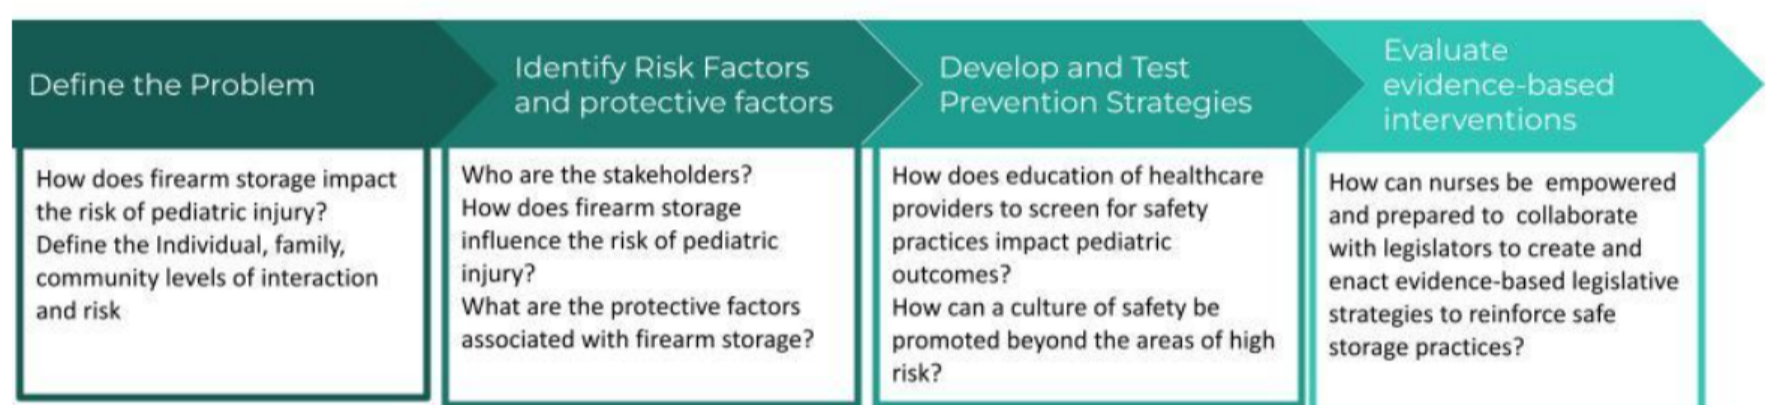 Define the Problem
How does firearm storage impact
the risk of pediatric injury?
Define the Individual, family,
community levels of interaction
and risk
Identify Risk Factors
and protective factors
Who are the stakeholders?
How does firearm storage
influence the risk of pediatric
injury?
What are the protective factors
associated with firearm storage?
Develop and Test
Prevention Strategies
How does education of healthcare
providers to screen for safety
practices impact pediatric
outcomes?
How can a culture of safety be
promoted beyond the areas of high
risk?
Evaluate
evidence-based
interventions
How can nurses be empowered
and prepared to collaborate
with legislators to create and
enact evidence-based legislative
strategies to reinforce safe
storage practices?